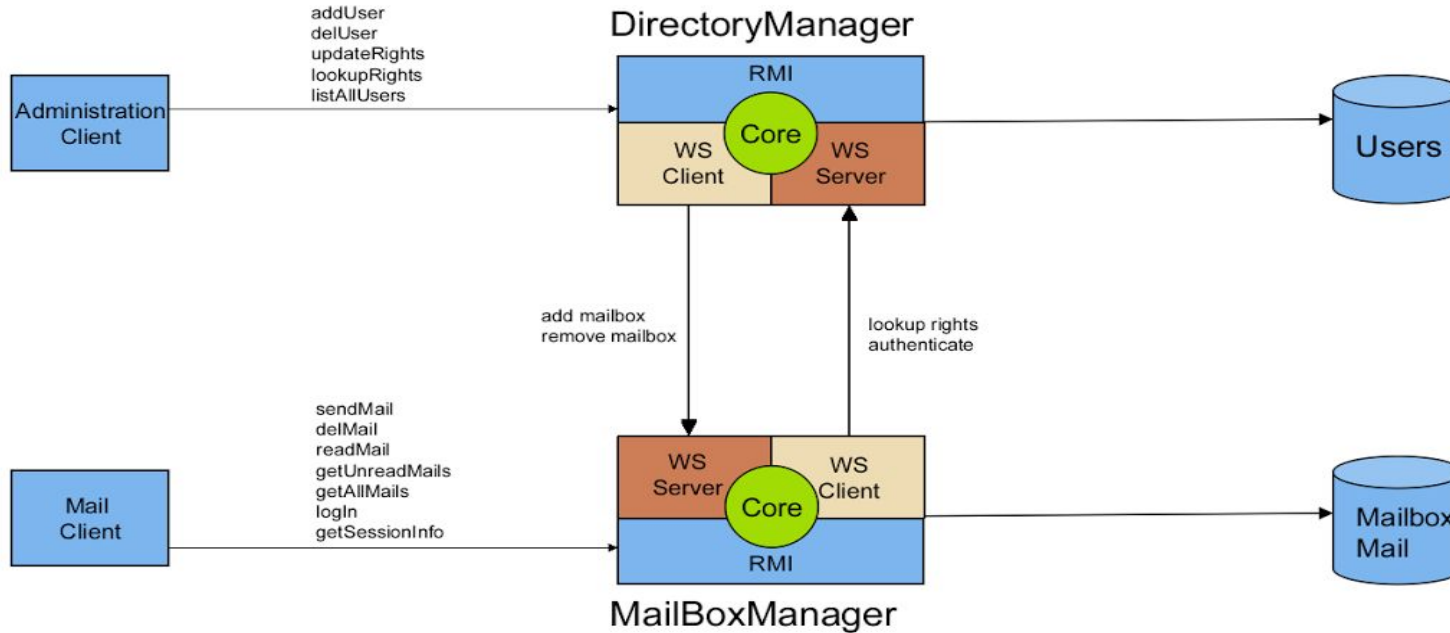 addUser
delUser
updateRights
lookupRights
listAllUsers
DirectoryManager
Administration
Client
RMI
Core
WS
Client
WS
Server
Users
add mailbox
remove mailbox
lookup rights
authenticate
sendMail
delMail
readMail
getUnreadMails
getAllMails
logIn
getSessionInfo
Mail
Client
WS
Server
WS
Client
Core
RMI
Mailbox
Mail
MailBoxManager